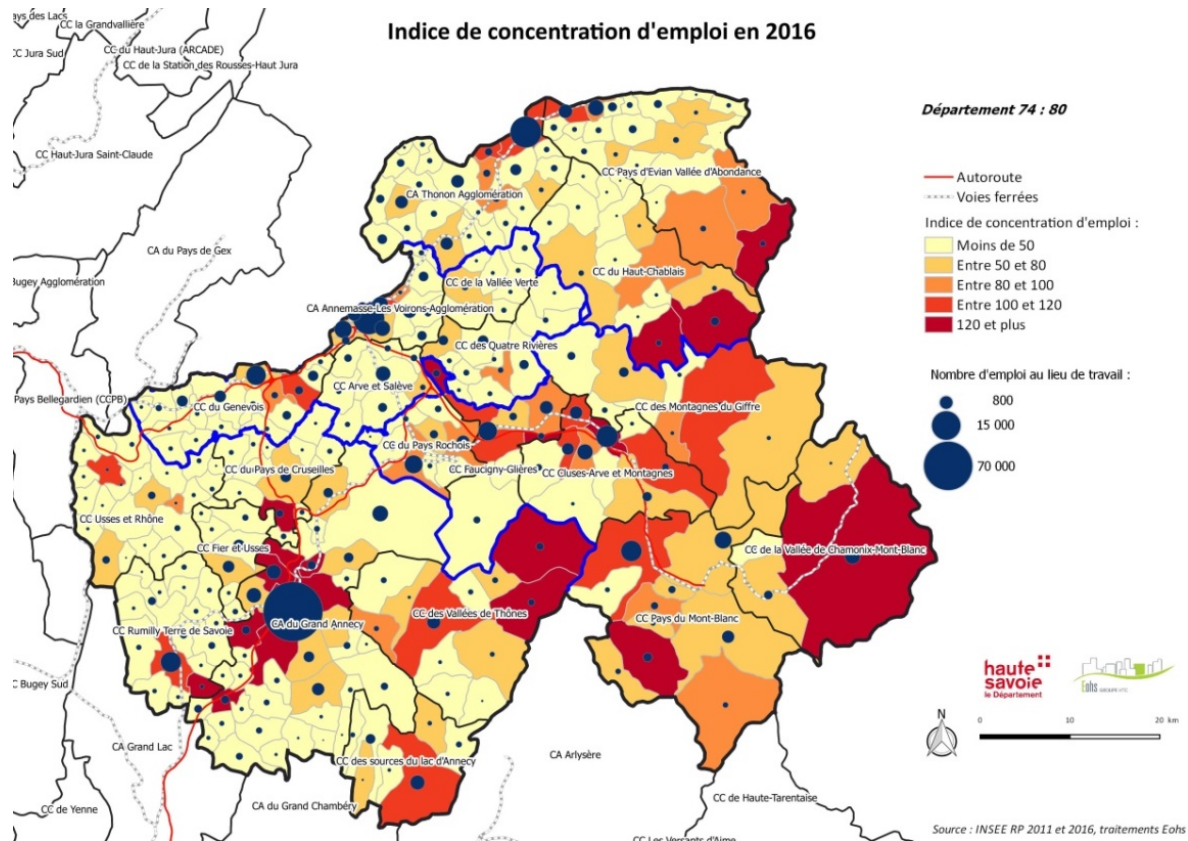 Indice de concentration d'emploi en 2016
ays des Lacs
CC la Grandvallière
CC du Haut-Jura (ARCADE)
CC Jura Sud
CC de la Station des Rousses-Haut Jura
CC Haut-Jura Saint-Claude
CA du Pays de Gex
Bugey Agglomération
Pays Bellegardien (CCPB)
CC Pays d'Evian Vallée d'Abondance
CA Thonon Agglomération
CC du Haut-Chablais
CC de la Vallée Verte
CA Annemasse-Les Voirons-Agglomération
CC des Quatre Rivières
CC Arve et Salève
CC du Genevois
CC des Montagnes du Giffre
CC du Pays Rochois
CC Faucigny-Glières
CC Cluses-Arve et Montagnes
CC du Pays de Cruseilles
CC Usses et Rhône
CC Fier et Usses
CC de la Vallée de Chamonix-Mont-Blanc
CC des Vallées de Thônes
CA du Grand Annecy
CC Pays du Mont-Blanc
CC Rumilly Terre de Savoie
C Bugey Sud
CA Grand Lac
CC des sources du lac d'Annecy
CA Arlysère
CC de Yenne
CA du Grand Chambéry
CC de Haute-Tarentaise
CC Les Versants d'Aime
Département 74 : 80
Autoroute
Voies ferrées
Indice de concentration d'emploi :
Moins de 50
Entre 50 et 80
Entre 80 et 100
Entre 100 et 120
120 et plus
Nombre d'emploi au lieu de travail :
800
15 000
70 000
haute
savoie
le Département
Eohs GROUPE HTC
N
0 10 20 km
Source : INSEE RP 2011 et 2016, traitements Eohs